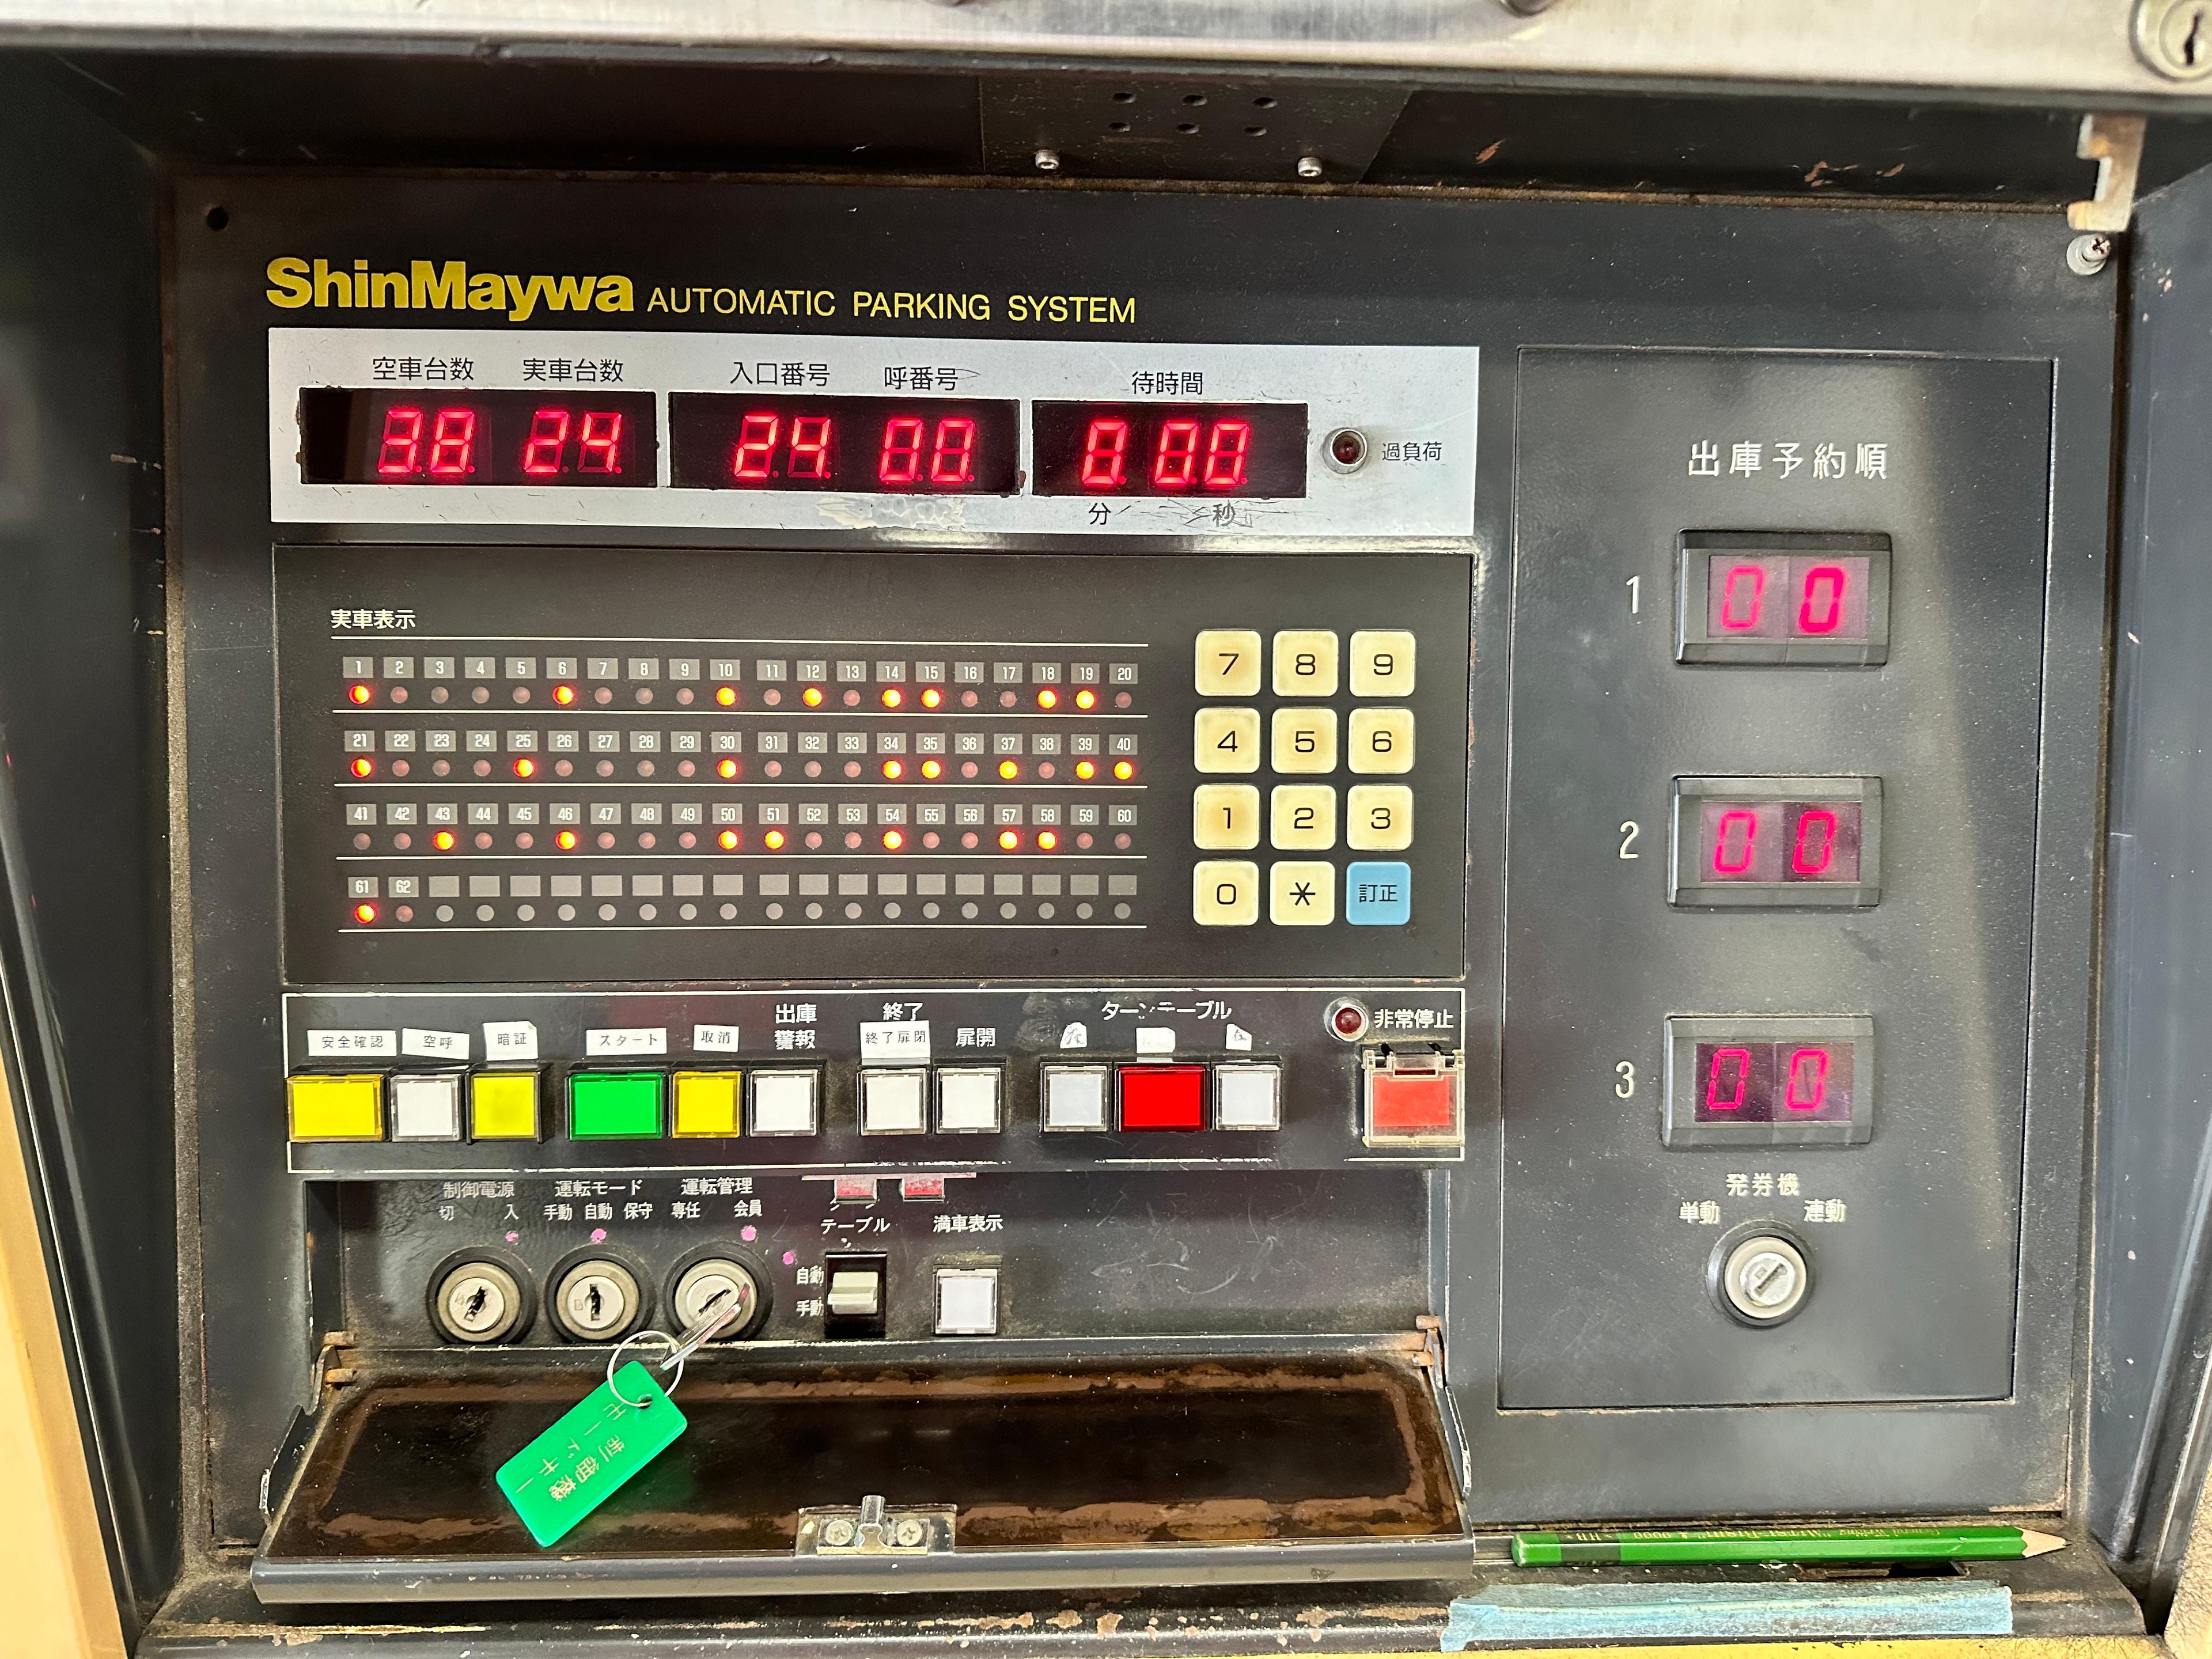 ShinMaywa AUTOMATIC PARKING SYSTEM
空車台数 実車台数 入口番号 呼番号 待時間
38 24 24 00 0 00 過負荷
分 秒
出庫予約順
1 00
2 00
3 00
実車表示
1 2 3 4 5 6 7 8 9 10 11 12 13 14 15 16 17 18 19 20
21 22 23 24 25 26 27 28 29 30 31 32 33 34 35 36 37 38 39 40
41 42 43 44 45 46 47 48 49 50 51 52 53 54 55 56 57 58 59 60
61 62
7 8 9
4 5 6
1 2 3
0 * 訂正
出庫 終了 ターンテーブル
安全確認 空呼 暗証 スタート 取消 警報 終了扉閉 扉開 非常停止
制御電源 運転モード 運転管理
切 入 手動 自動 保守 専任 会員
テーブル 満車表示
自動
手動
発券機
単動 連動